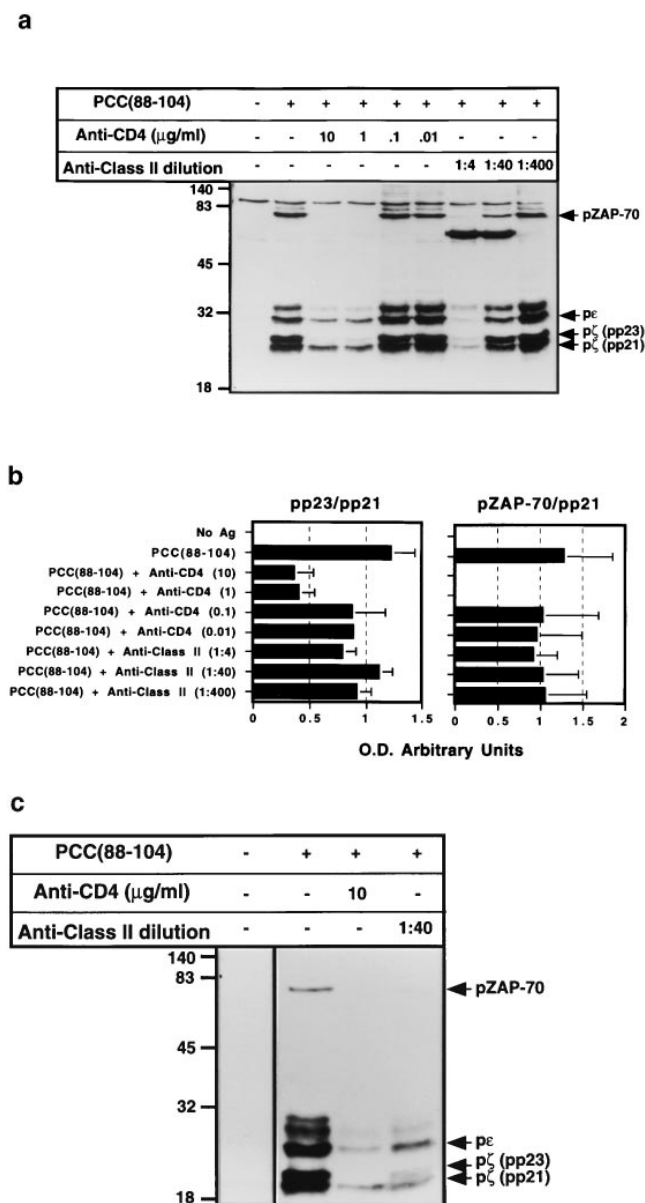 a
PCC(88-104) - + + + + + + + +
Anti-CD4 (µg/ml) - - 10 1 .1 .01 - - -
Anti-Class II dilution - - - - - - 1:4 1:40 1:400
140
83
pZAP-70
45
32
pε
pζ (pp23)
pζ (pp21)
18
b
pp23/pp21 pZAP-70/pp21
No Ag
PCC(88-104)
PCC(88-104) + Anti-CD4 (10)
PCC(88-104) + Anti-CD4 (1)
PCC(88-104) + Anti-CD4 (0.1)
PCC(88-104) + Anti-CD4 (0.01)
PCC(88-104) + Anti-Class II (1:4)
PCC(88-104) + Anti-Class II (1:40)
PCC(88-104) + Anti-Class II (1:400)
0 0.5 1 1.5 0 0.5 1 1.5 2
O.D. Arbitrary Units
c
PCC(88-104) - + + +
Anti-CD4 (µg/ml) - - 10 -
Anti-Class II dilution - - - 1:40
140
83
pZAP-70
45
32
pε
pζ (pp23)
pζ (pp21)
18